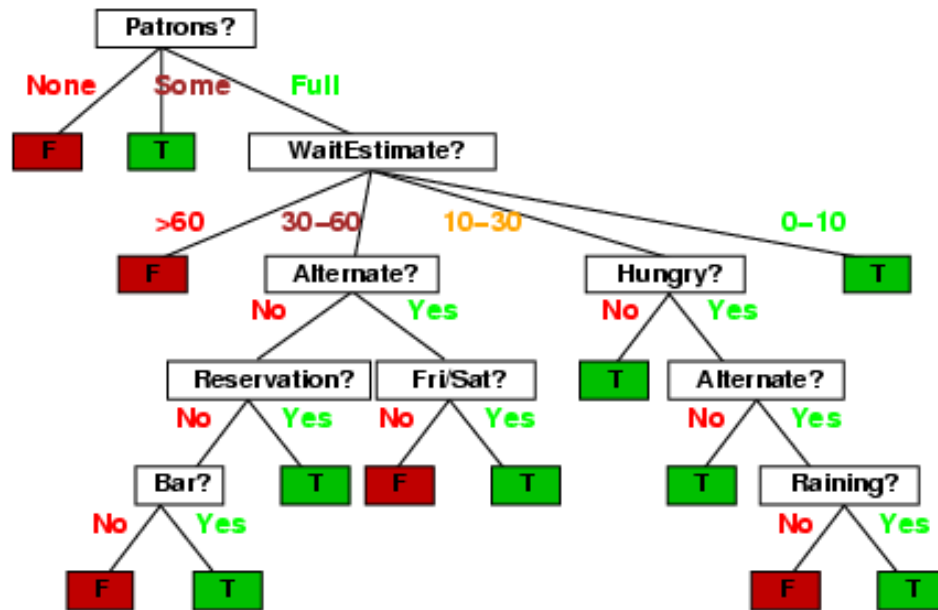 Patrons?
None Some Full
F T WaitEstimate?
>60 30–60 10–30 0–10
F Alternate? Hungry? T
No Yes No Yes
Reservation? Fri/Sat? T Alternate?
No Yes No Yes No Yes
Bar? T F T T Raining?
No Yes No Yes
F T F T